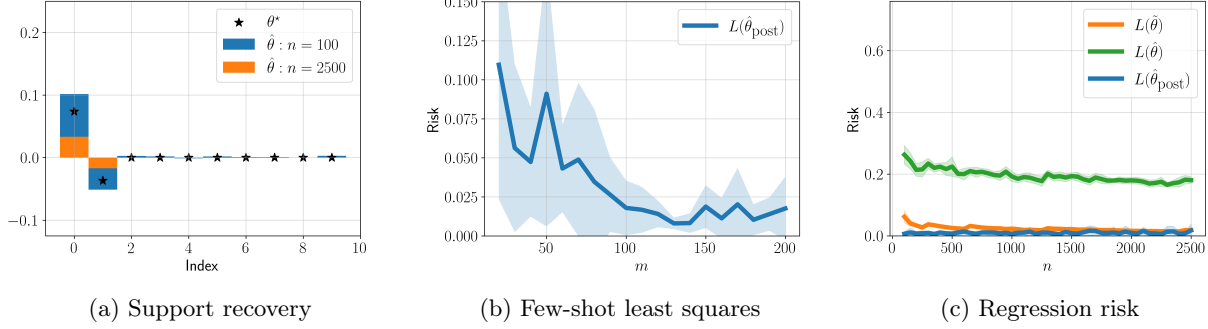 0.2
0.1
0.0
−0.1
0
2
4
6
8
10
Index
θ⋆
θ̂ : n = 100
θ̂ : n = 2500
(a) Support recovery
0.150
0.125
0.100
0.075
0.050
0.025
0.000
Risk
50
100
150
200
m
L(θ̂post)
(b) Few-shot least squares
0.6
0.4
0.2
0.0
Risk
0
500
1000
1500
2000
2500
n
L(θ̃)
L(θ̂)
L(θ̂post)
(c) Regression risk